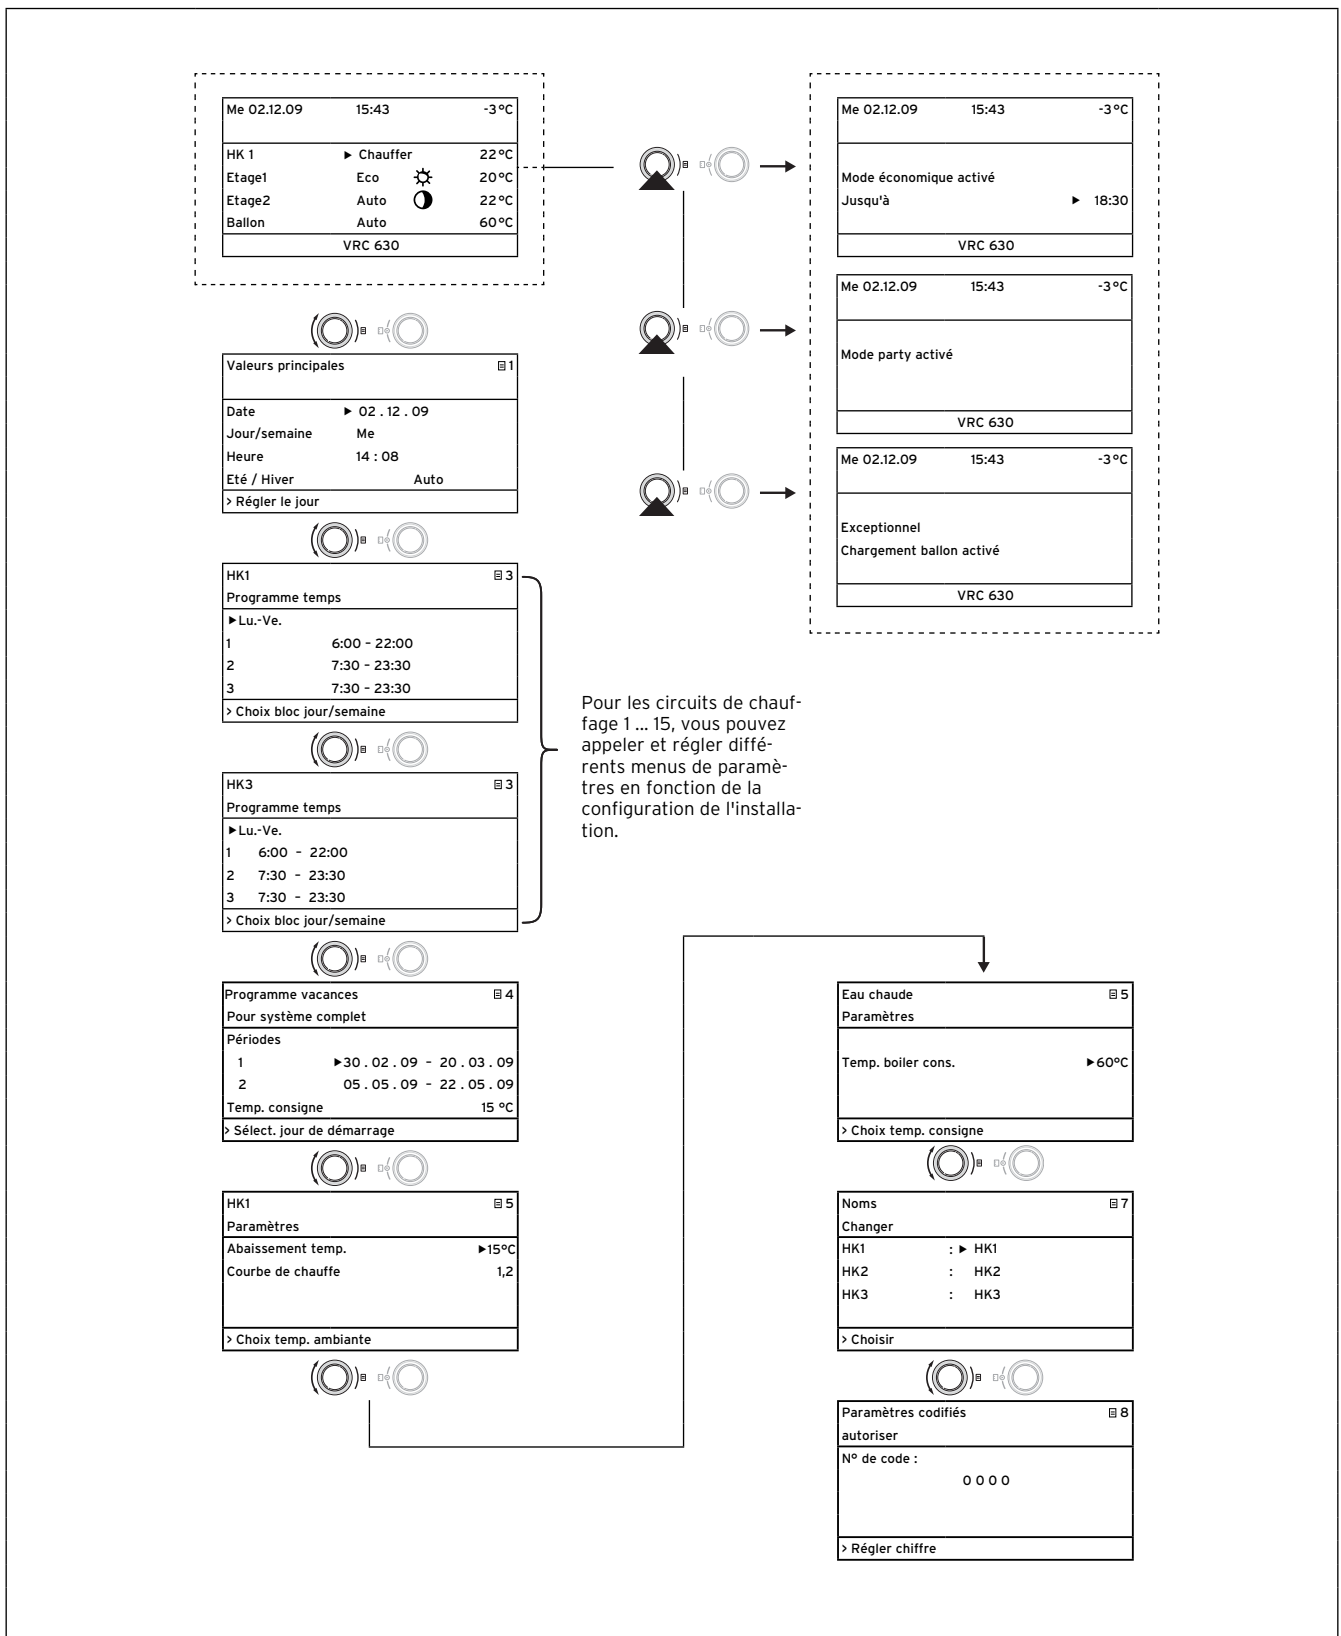 Me 02.12.09 15:43 -3°C
HK 1 ▶ Chauffer 22°C
Etage1 Eco 20°C
Etage2 Auto 22°C
Ballon Auto 60°C
VRC 630
Valeurs principales 1
Date ▶ 02 . 12 . 09
Jour/semaine Me
Heure 14 : 08
Eté / Hiver Auto
> Régler le jour
HK1 3
Programme temps
▶Lu.-Ve.
1 6:00 - 22:00
2 7:30 - 23:30
3 7:30 - 23:30
> Choix bloc jour/semaine
HK3 3
Programme temps
▶Lu.-Ve.
1 6:00 - 22:00
2 7:30 - 23:30
3 7:30 - 23:30
> Choix bloc jour/semaine
Programme vacances 4
Pour système complet
Périodes
1 ▶30 . 02 . 09 - 20 . 03 . 09
2 05 . 05 . 09 - 22 . 05 . 09
Temp. consigne 15 °C
> Sélect. jour de démarrage
HK1 5
Paramètres
Abaissement temp. ▶15°C
Courbe de chauffe 1,2
> Choix temp. ambiante
Me 02.12.09 15:43 -3°C
Mode économique activé
Jusqu'à ▶ 18:30
VRC 630
Me 02.12.09 15:43 -3°C
Mode party activé
VRC 630
Me 02.12.09 15:43 -3°C
Exceptionnel
Chargement ballon activé
VRC 630
Pour les circuits de chauf-
fage 1 ... 15, vous pouvez
appeler et régler diffé-
rents menus de paramè-
tres en fonction de la
configuration de l'installa-
tion.
Eau chaude 5
Paramètres
Temp. boiler cons. ▶60°C
> Choix temp. consigne
Noms 7
Changer
HK1 : ▶ HK1
HK2 : HK2
HK3 : HK3
> Choisir
Paramètres codifiés 8
autoriser
N° de code :
0 0 0 0
> Régler chiffre